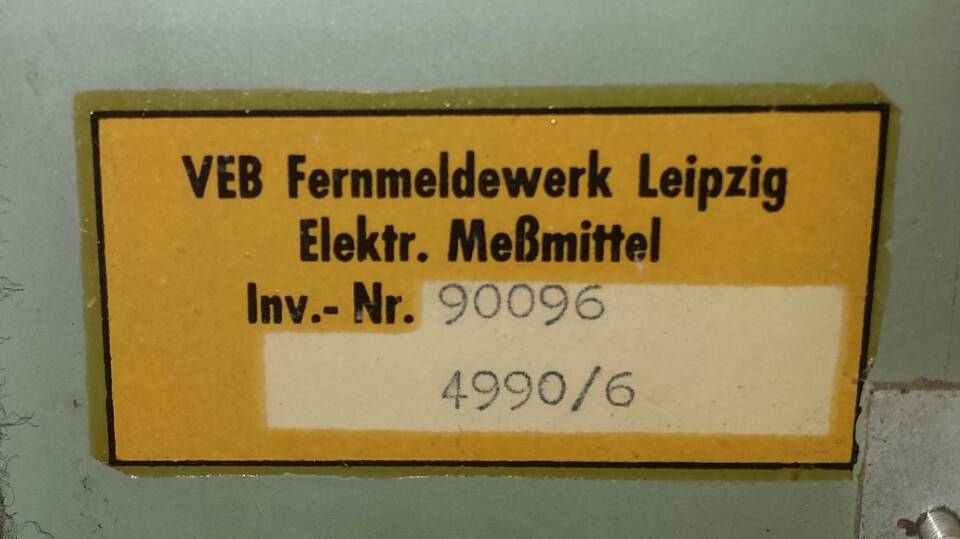 VEB Fernmeldewerk Leipzig
Elektr. Meßmittel
Inv.- Nr. 90096
4990/6